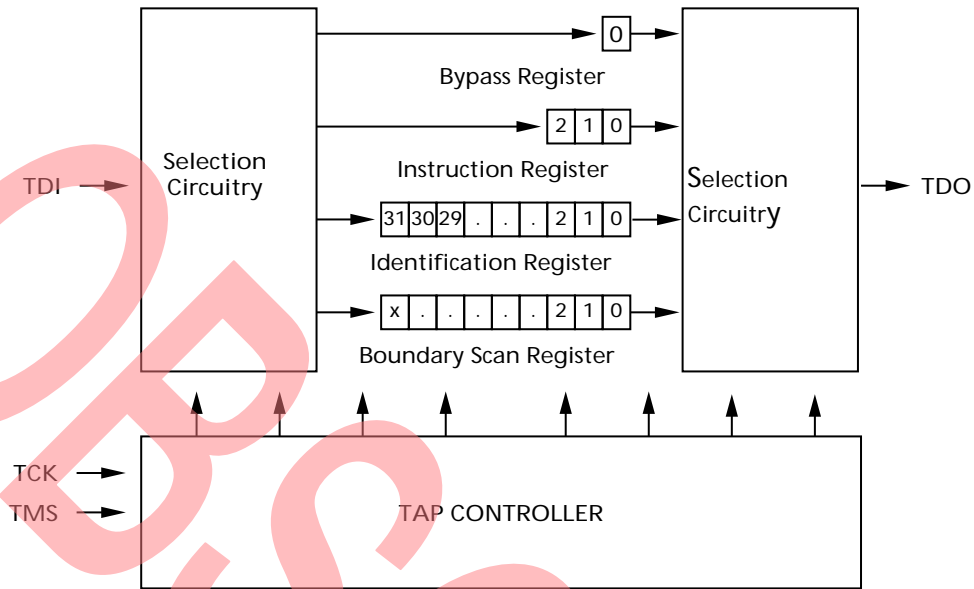 0
Bypass Register
2 1 0
Instruction Register
Selection
Circuitry
TDI
Selection
Circuitry
TDO
31 30 29 . . . 2 1 0
Identification Register
x . . . . . 2 1 0
Boundary Scan Register
TCK
TMS
TAP CONTROLLER